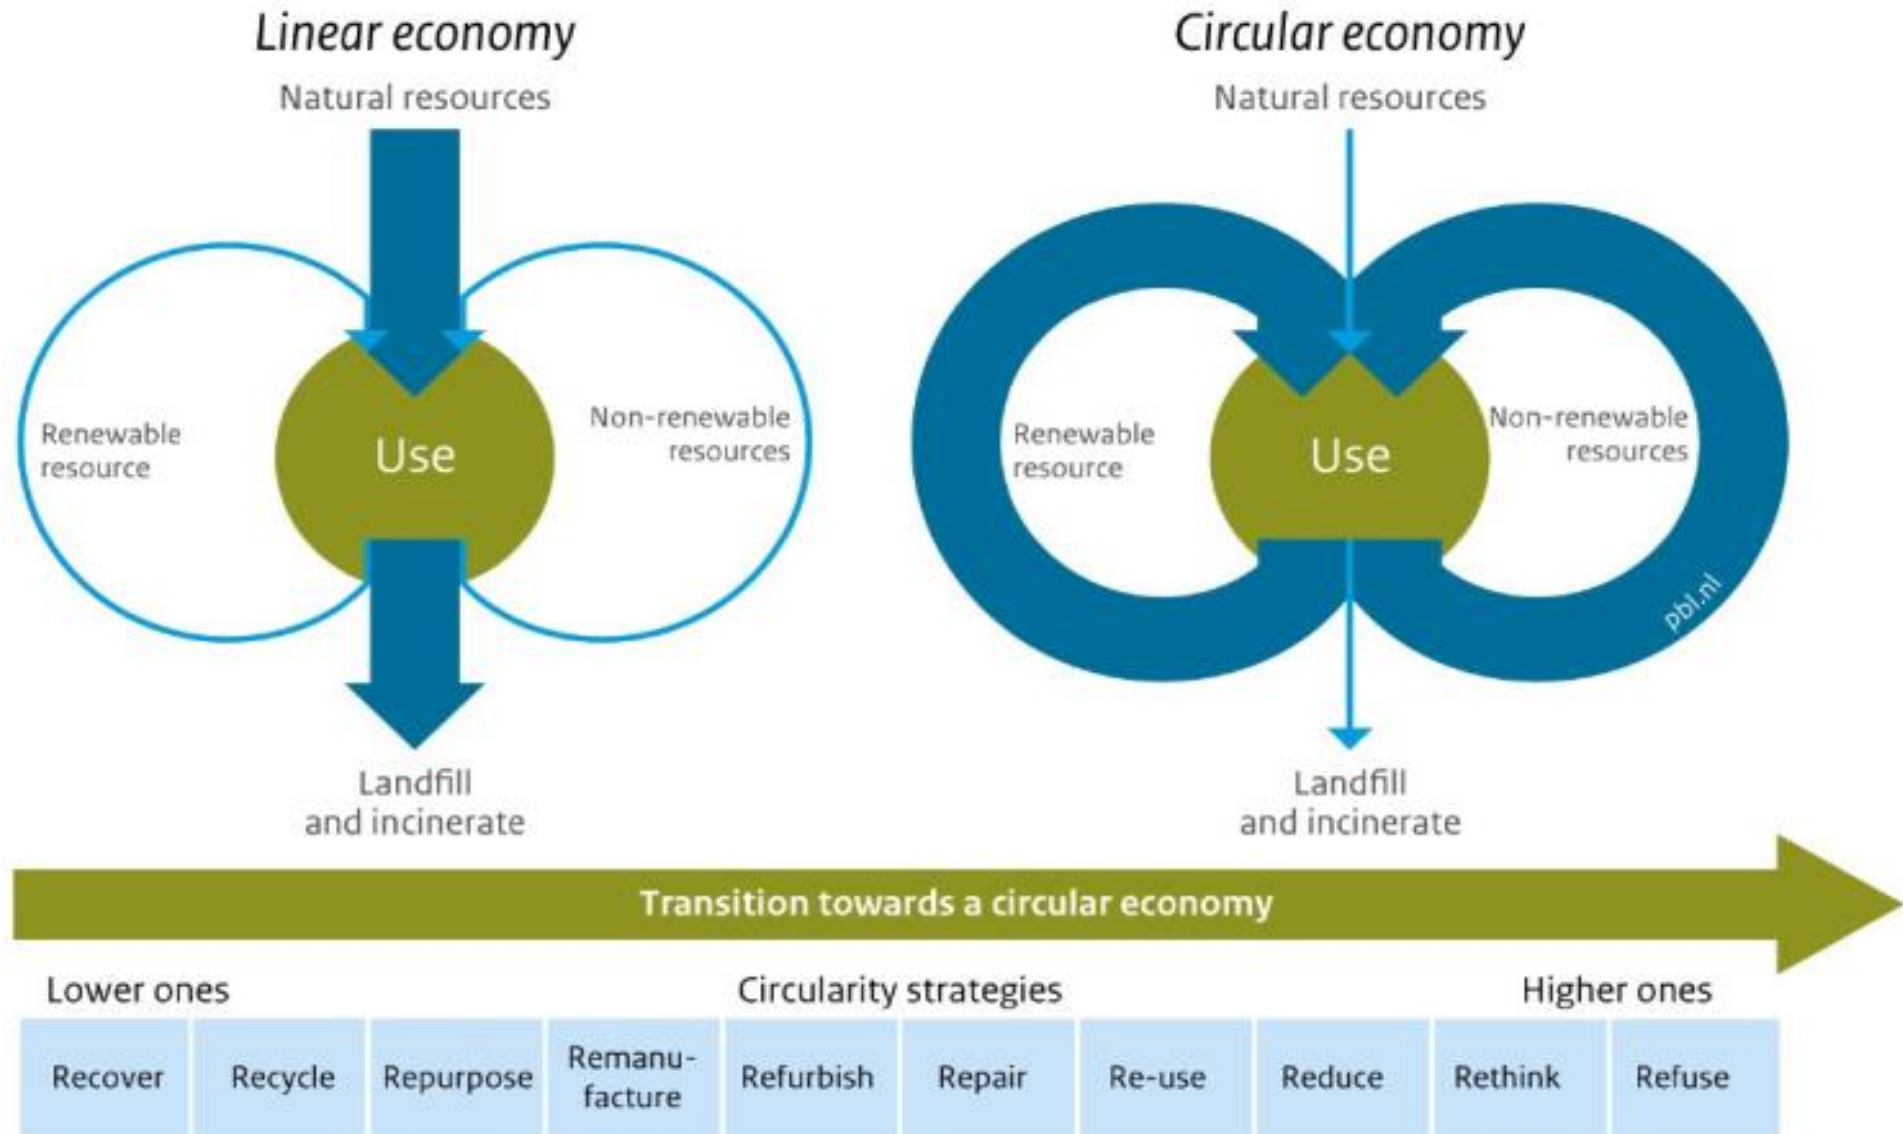 Linear economy
Natural resources
Renewable
resource
Use
Non-renewable
resources
Landfill
and incinerate
Circular economy
Natural resources
Renewable
resource
Use
Non-renewable
resources
pbl.nl
Landfill
and incinerate
Transition towards a circular economy
Lower ones
Circularity strategies
Higher ones
Recover
Recycle
Repurpose
Remanu-
facture
Refurbish
Repair
Re-use
Reduce
Rethink
Refuse